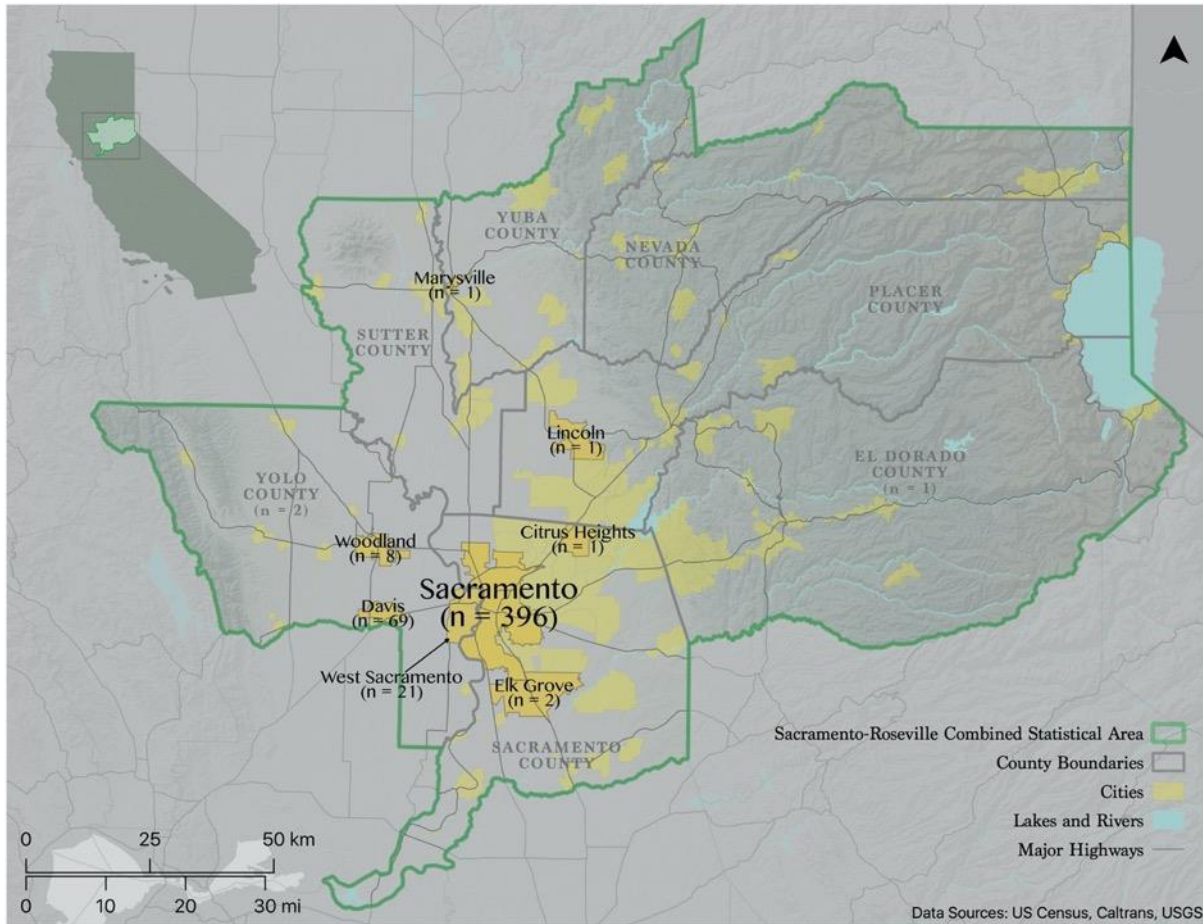 YUBA
COUNTY
NEVADA
COUNTY
Marysville
(n = 1)
PLACER
COUNTY
SUTTER
COUNTY
Lincoln
(n = 1)
EL DORADO
COUNTY
(n = 1)
YOLO
COUNTY
(n = 2)
Woodland
(n = 8)
Citrus Heights
(n = 1)
Sacramento
(n = 396)
Davis
(n = 69)
West Sacramento
(n = 21)
Elk Grove
(n = 2)
SACRAMENTO
COUNTY
Sacramento-Roseville Combined Statistical Area
County Boundaries
Cities
Lakes and Rivers
Major Highways
0 25 50 km
0 10 20 30 mi
Data Sources: US Census, Caltrans, USGS